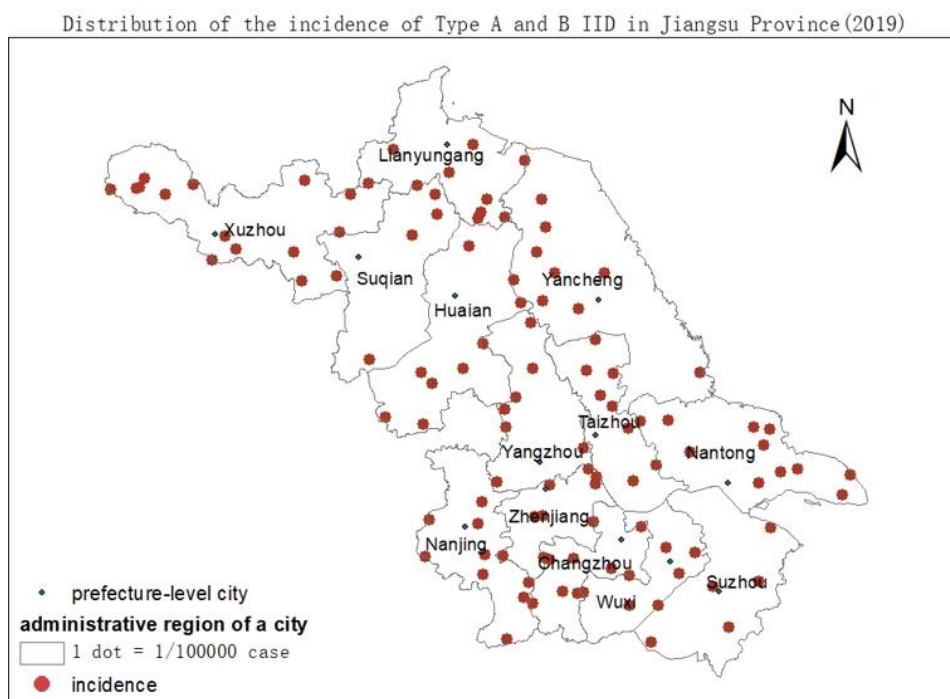 Distribution of the incidence of Type A and B IID in Jiangsu Province(2019)
N
Lianyungang
Xuzhou
Suqian
Yancheng
Huaian
Taizhou
Yangzhou
Nantong
Zhenjiang
Nanjing
Changzhou
Suzhou
Wuxi
prefecture-level city
administrative region of a city
1 dot = 1/100000 case
incidence